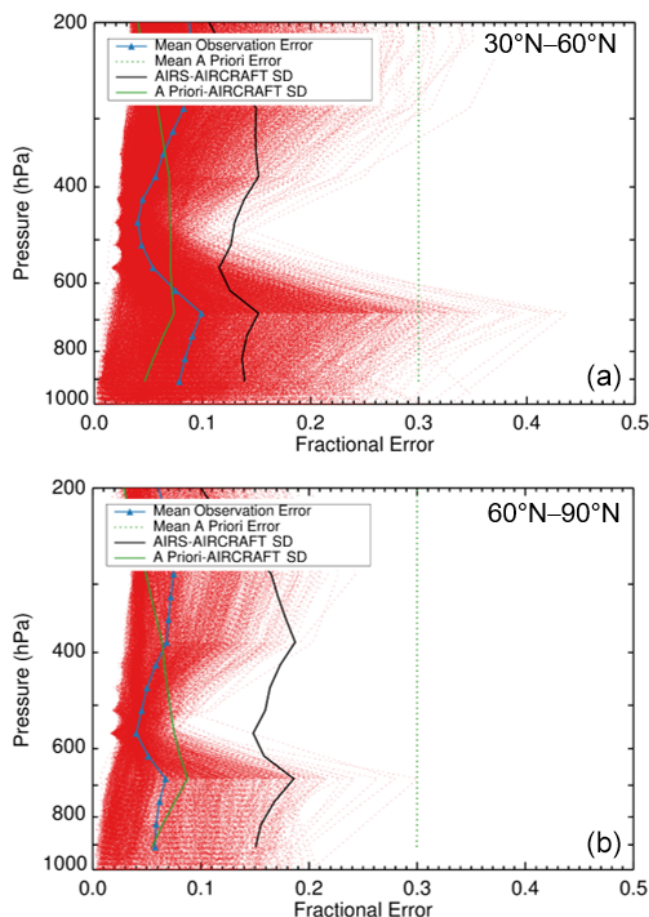 200
30°N–60°N
Mean Observation Error
Mean A Priori Error
AIRS-AIRCRAFT SD
A Priori-AIRCRAFT SD
400
Pressure (hPa)
600
800
(a)
1000
0.0 0.1 0.2 0.3 0.4 0.5
Fractional Error
200
60°N–90°N
Mean Observation Error
Mean A Priori Error
AIRS-AIRCRAFT SD
A Priori-AIRCRAFT SD
400
Pressure (hPa)
600
800
(b)
1000
0.0 0.1 0.2 0.3 0.4 0.5
Fractional Error